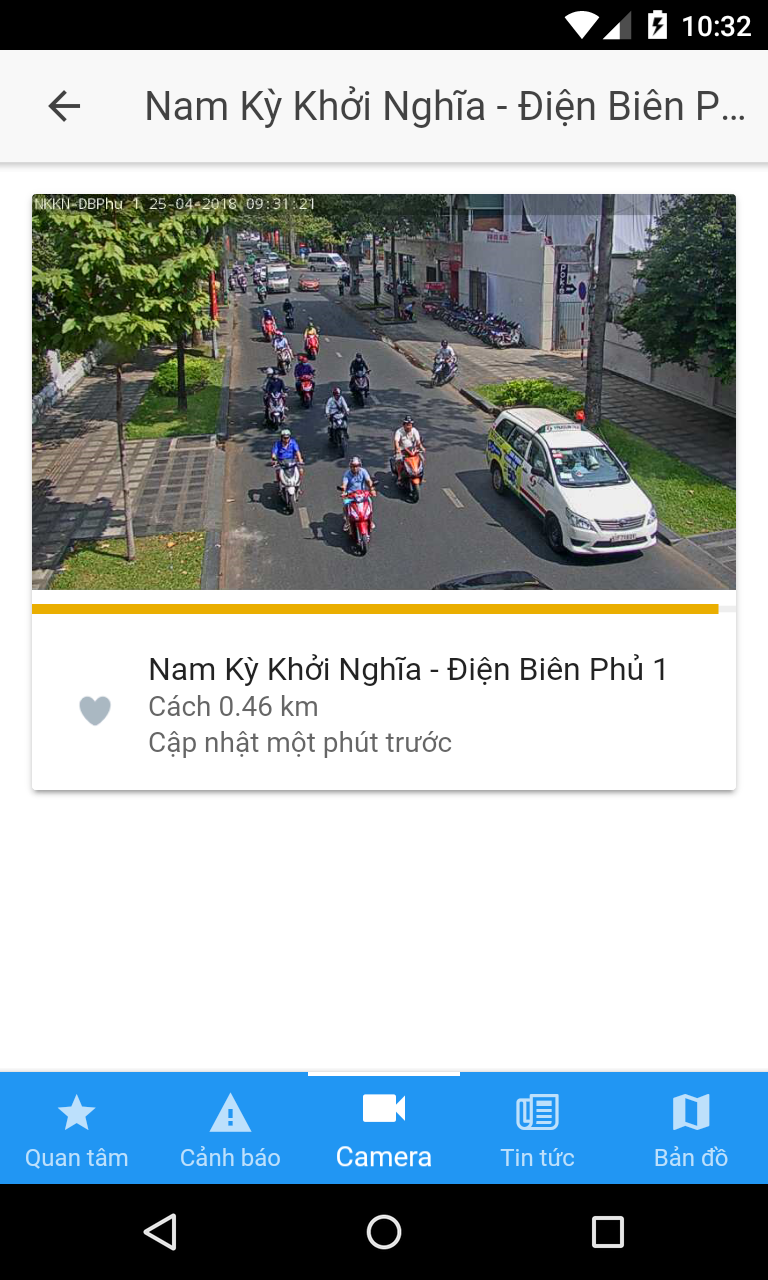 10:32
Nam Kỳ Khởi Nghĩa - Điện Biên P...
NKKN-DBPhu 1 25-04-2018 09:31:21
Nam Kỳ Khởi Nghĩa - Điện Biên Phủ 1
Cách 0.46 km
Cập nhật một phút trước
Quan tâm
Cảnh báo
Camera
Tin tức
Bản đồ